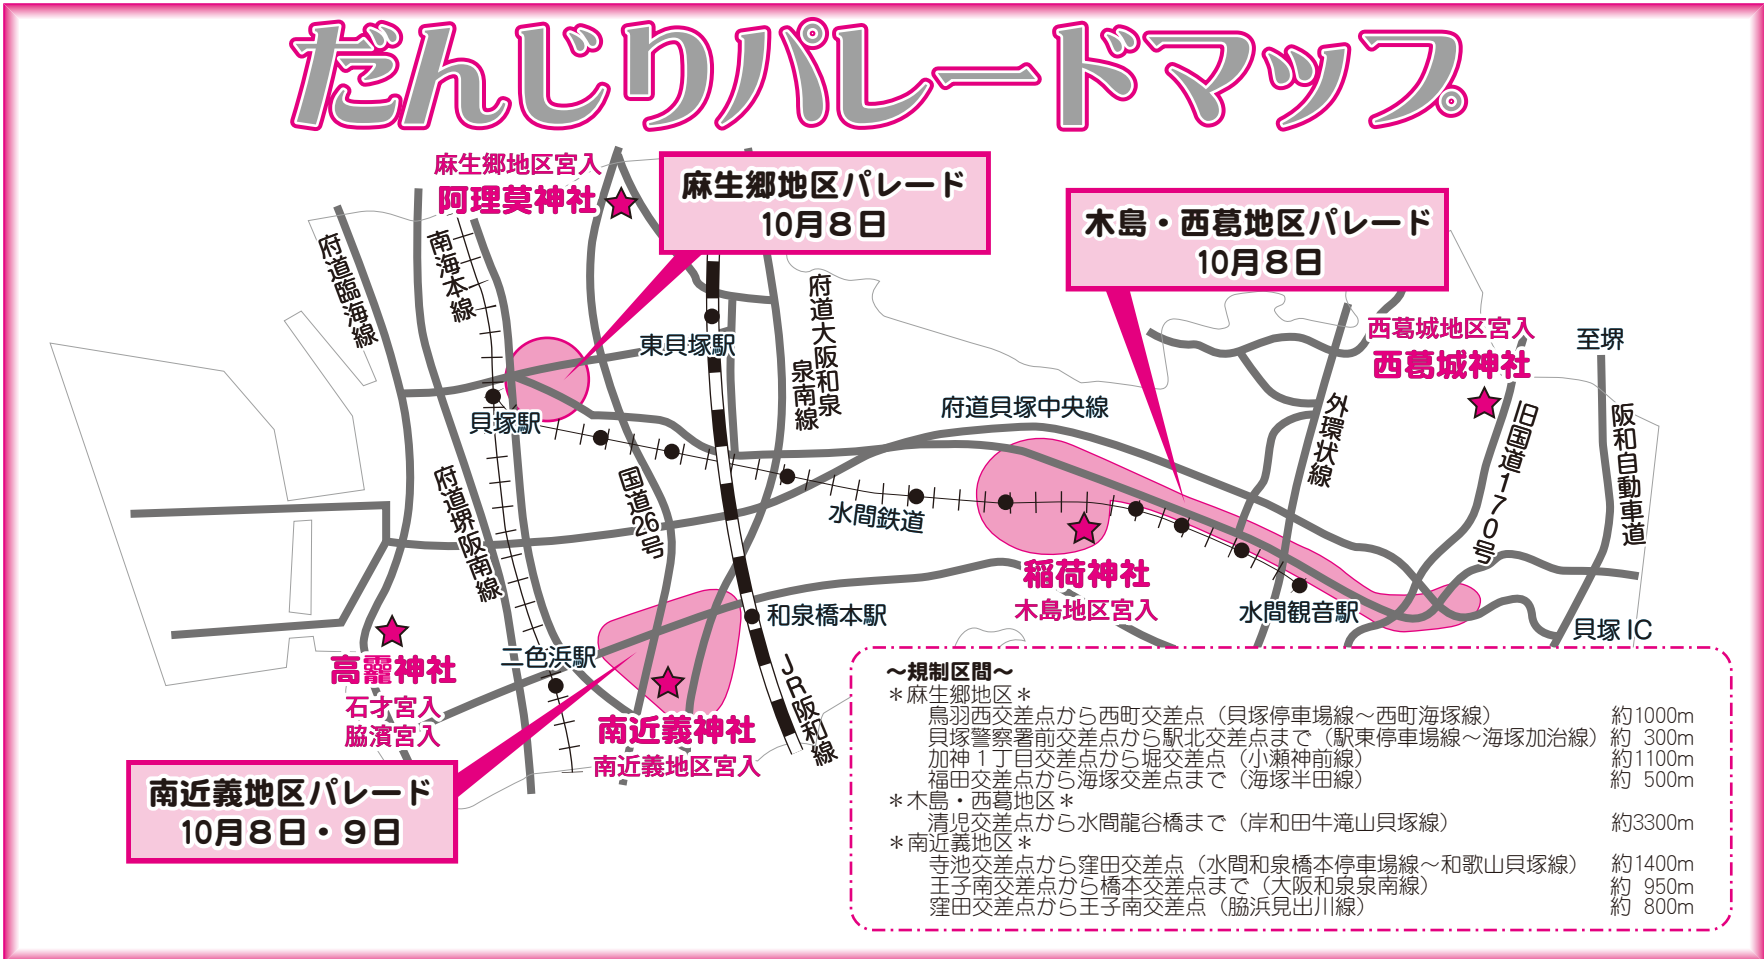 だんじりパレードマップ
麻生郷地区宮入
阿理莫神社
麻生郷地区パレード
10月８日
木島・西葛地区パレード
10月８日
府道臨海線
南海本線
府道大阪和泉
泉南線
東貝塚駅
貝塚駅
西葛城地区宮入
西葛城神社
至堺
府道貝塚中央線
外環状線
旧国道170号
阪和自動車道
府道堺阪南線
国道26号
水間鉄道
稲荷神社
木島地区宮入
水間観音駅
和泉橋本駅
貝塚IC
二色浜駅
高龗神社
石才宮入
脇濱宮入
JR阪和線
南近義神社
南近義地区宮入
南近義地区パレード
10月８日・９日
〜規制区間〜
＊麻生郷地区＊
鳥羽西交差点から西町交差点（貝塚停車場線〜西町海塚線） 約1000m
貝塚警察署前交差点から駅北交差点まで（駅東停車場線〜海塚加治線） 約 300m
加神１丁目交差点から堀交差点（小瀬神前線） 約1100m
福田交差点から海塚交差点まで（海塚半田線） 約 500m
＊木島・西葛地区＊
清児交差点から水間龍谷橋まで（岸和田牛滝山貝塚線） 約3300m
＊南近義地区＊
寺池交差点から窪田交差点（水間和泉橋本停車場線〜和歌山貝塚線） 約1400m
王子南交差点から橋本交差点まで（大阪和泉泉南線） 約 950m
窪田交差点から王子南交差点（脇浜見出川線） 約 800m